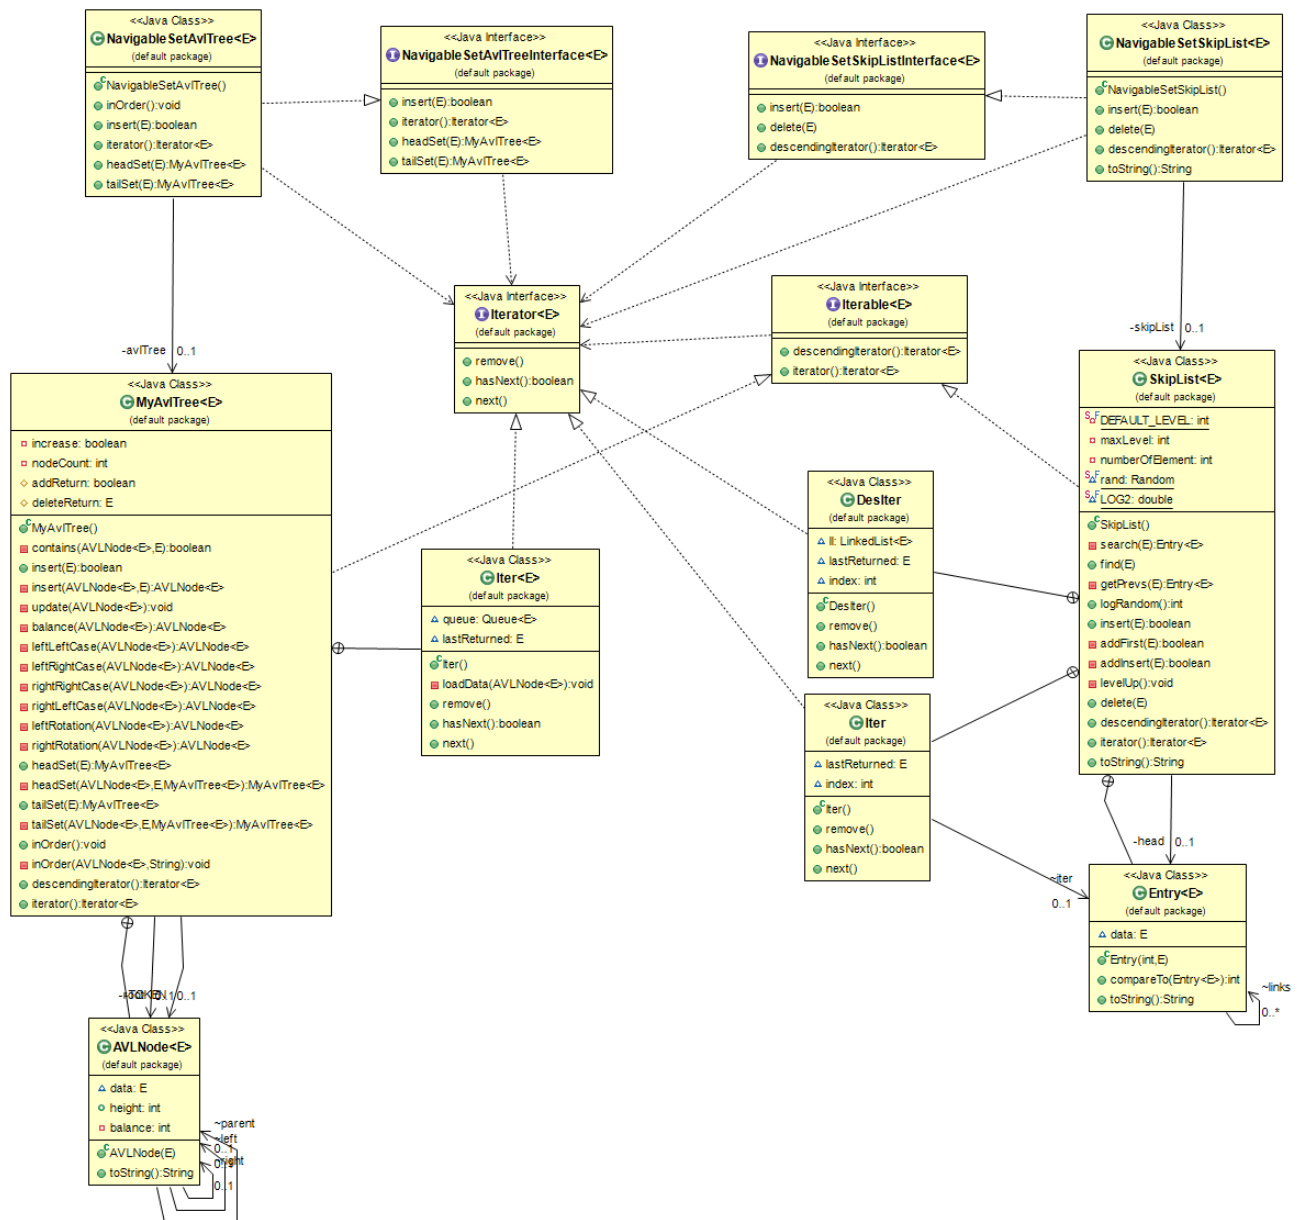 <<Java Class>>
NavigableSetAvlTree<E>
(default package)
NavigableSetAvlTree()
inOrder():void
insert(E):boolean
iterator():Iterator<E>
headSet(E):MyAvlTree<E>
tailSet(E):MyAvlTree<E>
<<Java Interface>>
NavigableSetAvlTreeInterface<E>
(default package)
insert(E):boolean
iterator():Iterator<E>
headSet(E):MyAvlTree<E>
tailSet(E):MyAvlTree<E>
<<Java Interface>>
NavigableSetSkipListInterface<E>
(default package)
insert(E):boolean
delete(E)
descendingIterator():Iterator<E>
<<Java Class>>
NavigableSetSkipList<E>
(default package)
NavigableSetSkipList()
insert(E):boolean
delete(E)
descendingIterator():Iterator<E>
toString():String
<<Java Interface>>
Iterator<E>
(default package)
remove()
hasNext():boolean
next()
<<Java Interface>>
Iterable<E>
(default package)
descendingIterator():Iterator<E>
iterator():Iterator<E>
-avlTree
0..1
-skipList
0..1
<<Java Class>>
MyAvlTree<E>
(default package)
increase: boolean
nodeCount: int
addReturn: boolean
deleteReturn: E
MyAvlTree()
contains(AVLNode<E>,E):boolean
insert(E):boolean
insert(AVLNode<E>,E):AVLNode<E>
update(AVLNode<E>):void
balance(AVLNode<E>):AVLNode<E>
leftLeftCase(AVLNode<E>):AVLNode<E>
leftRightCase(AVLNode<E>):AVLNode<E>
rightRightCase(AVLNode<E>):AVLNode<E>
rightLeftCase(AVLNode<E>):AVLNode<E>
leftRotation(AVLNode<E>):AVLNode<E>
rightRotation(AVLNode<E>):AVLNode<E>
headSet(E):MyAvlTree<E>
headSet(AVLNode<E>,E,MyAvlTree<E>):MyAvlTree<E>
tailSet(E):MyAvlTree<E>
tailSet(AVLNode<E>,E,MyAvlTree<E>):MyAvlTree<E>
inOrder():void
inOrder(AVLNode<E>,String):void
descendingIterator():Iterator<E>
iterator():Iterator<E>
<<Java Class>>
Iter<E>
(default package)
queue: Queue<E>
lastReturned: E
Iter()
loadData(AVLNode<E>):void
remove()
hasNext():boolean
next()
<<Java Class>>
DesIter
(default package)
ll: LinkedList<E>
lastReturned: E
index: int
DesIter()
remove()
hasNext():boolean
next()
<<Java Class>>
Iter
(default package)
lastReturned: E
index: int
Iter()
remove()
hasNext():boolean
next()
<<Java Class>>
SkipList<E>
(default package)
DEFAULT_LEVEL: int
maxLevel: int
numberOfElement: int
rand: Random
LOG2: double
SkipList()
search(E):Entry<E>
find(E)
getPrevs(E):Entry<E>
logRandom():int
insert(E):boolean
addFirst(E):boolean
addInsert(E):boolean
levelUp():void
delete(E)
descendingIterator():Iterator<E>
iterator():Iterator<E>
toString():String
-head
0..1
~iter
0..1
<<Java Class>>
Entry<E>
(default package)
data: E
Entry(int,E)
compareTo(Entry<E>):int
toString():String
~links
0..*
0..1
<<Java Class>>
AVLNode<E>
(default package)
data: E
height: int
balance: int
AVLNode(E)
toString():String
~parent
~left
0..1
~right
0..1